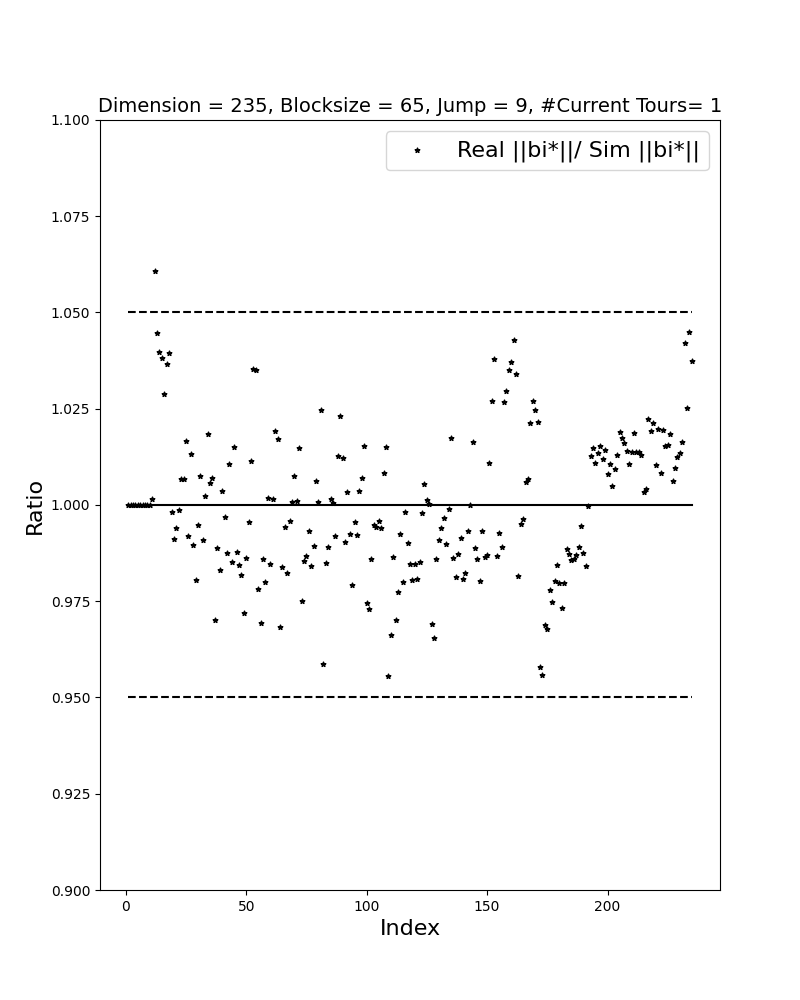 Dimension = 235, Blocksize = 65, Jump = 9, #Current Tours= 1
Real ||bi*||/ Sim ||bi*||
1.100
1.075
1.050
1.025
1.000
0.975
0.950
0.925
0.900
Ratio
0 50 100 150 200
Index